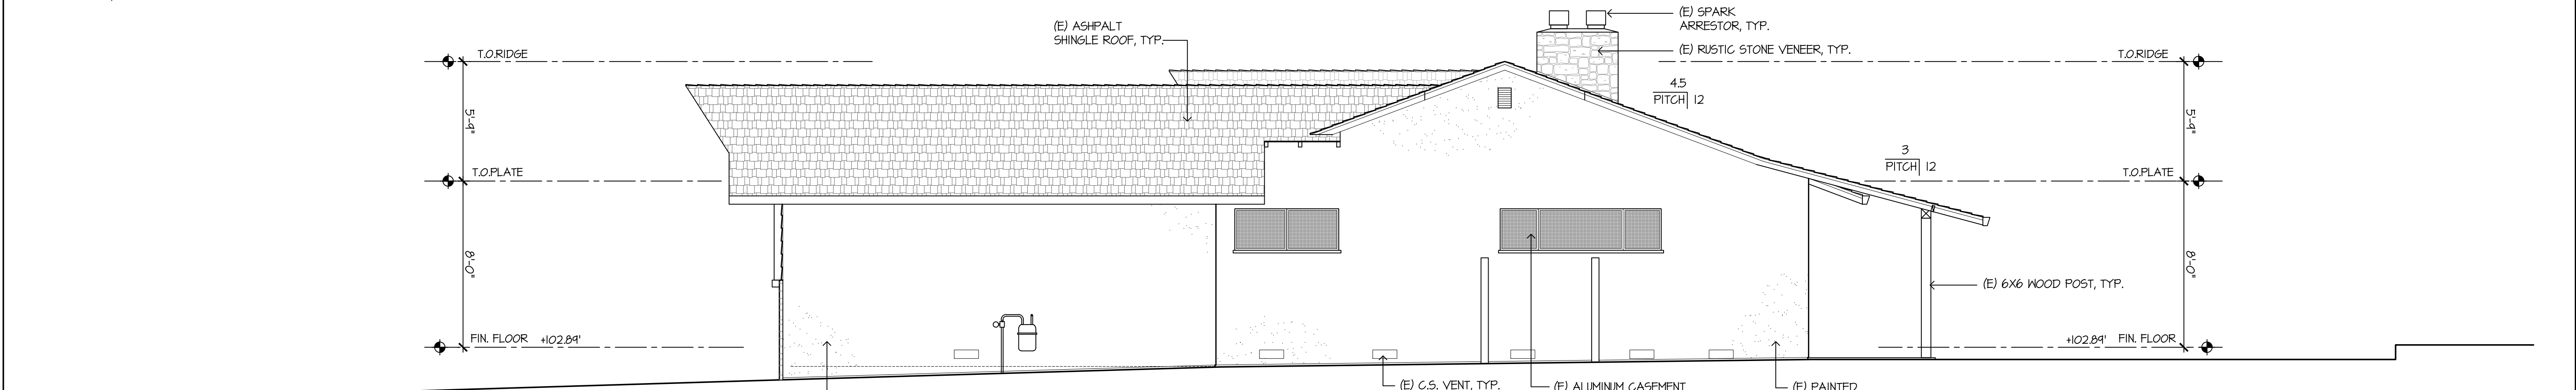 (E) SPARK
ARRESTOR, TYP.
(E) ASHPALT
SHINGLE ROOF, TYP.
(E) RUSTIC STONE VENEER, TYP.
T.O.RIDGE
T.O.RIDGE
4.5
PITCH 12
5'-9"
5'-9"
3
PITCH 12
T.O.PLATE
T.O.PLATE
8'-0"
8'-0"
(E) 6X6 WOOD POST, TYP.
FIN. FLOOR +102.89'
+102.89' FIN. FLOOR
(E) C.S. VENT, TYP.
(E) ALUMINUM CASEMENT
(E) PAINTED